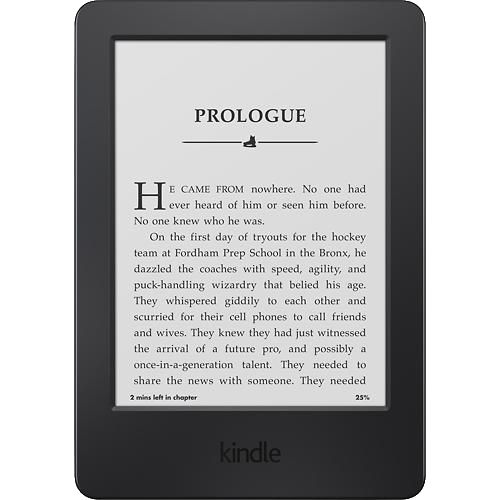 PROLOGUE
HE CAME FROM nowhere. No one had
ever heard of him or seen him before.
No one knew who he was.
On the first day of tryouts for the hockey
team at Fordham Prep School in the Bronx, he
dazzled the coaches with speed, agility, and
puck-handling wizardry that belied his age.
They whispered giddily to each other and
scurried for their cell phones to call friends
and wives. They knew they had just witnessed
the arrival of a future pro, and possibly a
once-in-a-generation talent. They needed to
share the news with someone. They needed
2 mins left in chapter 25%
kindle